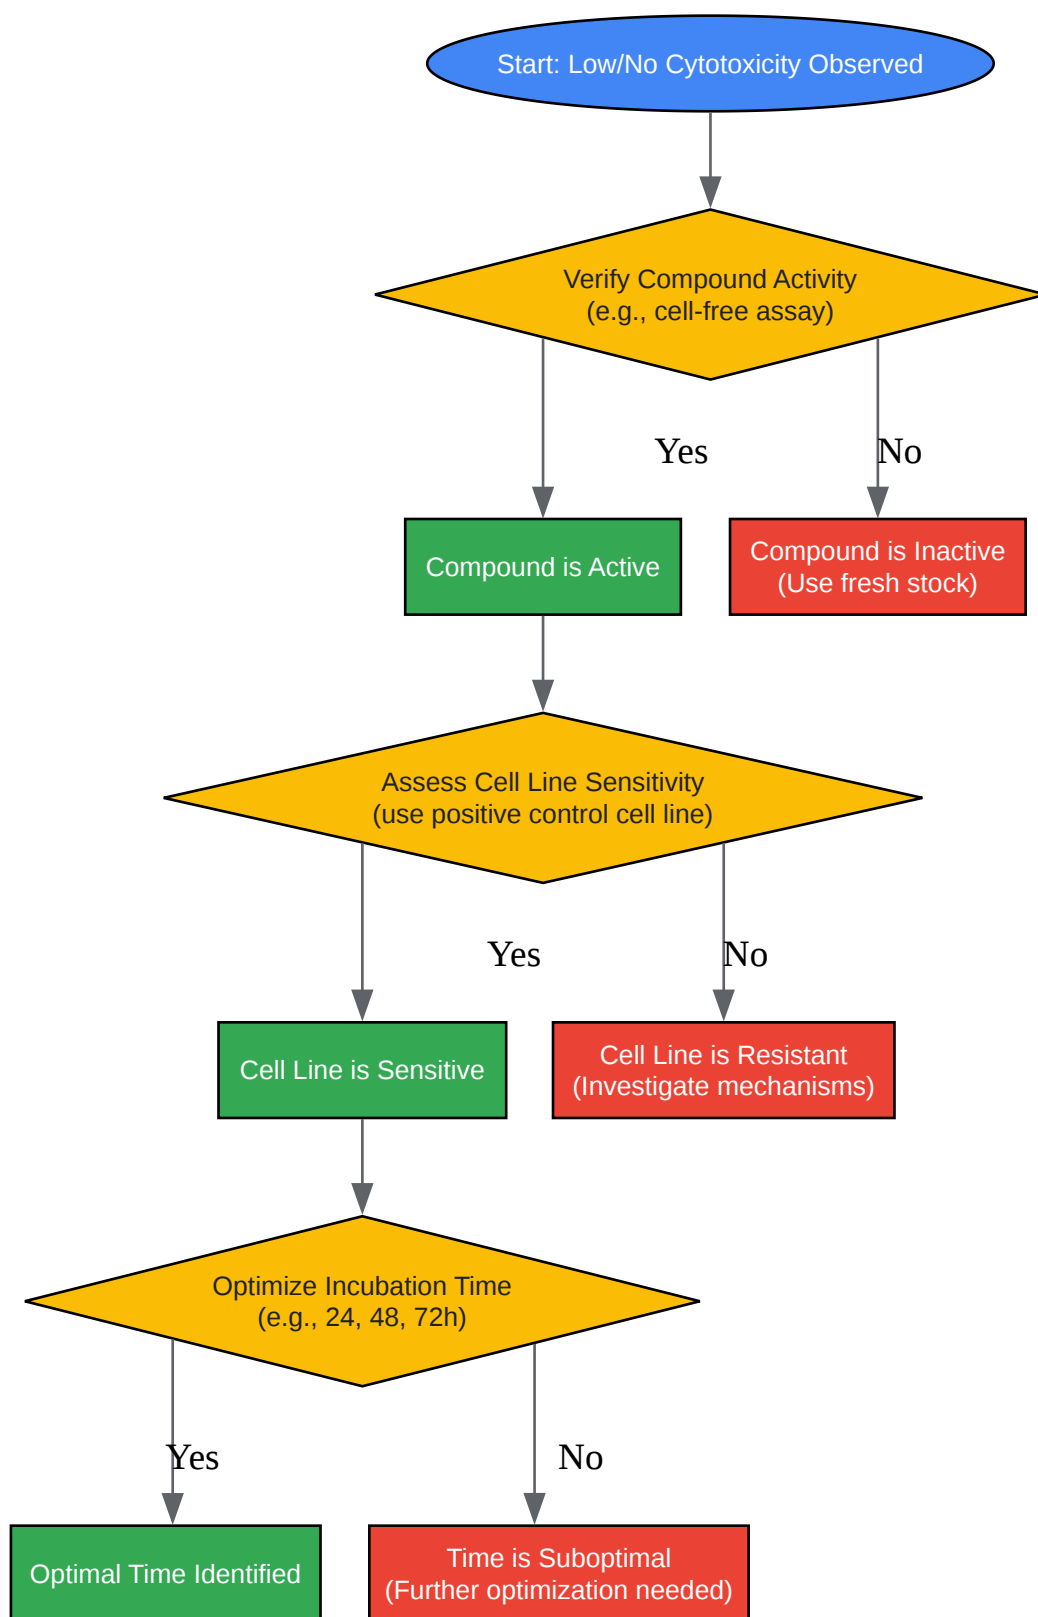 Start: Low/No Cytotoxicity Observed
Verify Compound Activity
(e.g., cell-free assay)
Yes
No
Compound is Active
Compound is Inactive
(Use fresh stock)
Assess Cell Line Sensitivity
(use positive control cell line)
Yes
No
Cell Line is Sensitive
Cell Line is Resistant
(Investigate mechanisms)
Optimize Incubation Time
(e.g., 24, 48, 72h)
Yes
No
Optimal Time Identified
Time is Suboptimal
(Further optimization needed)